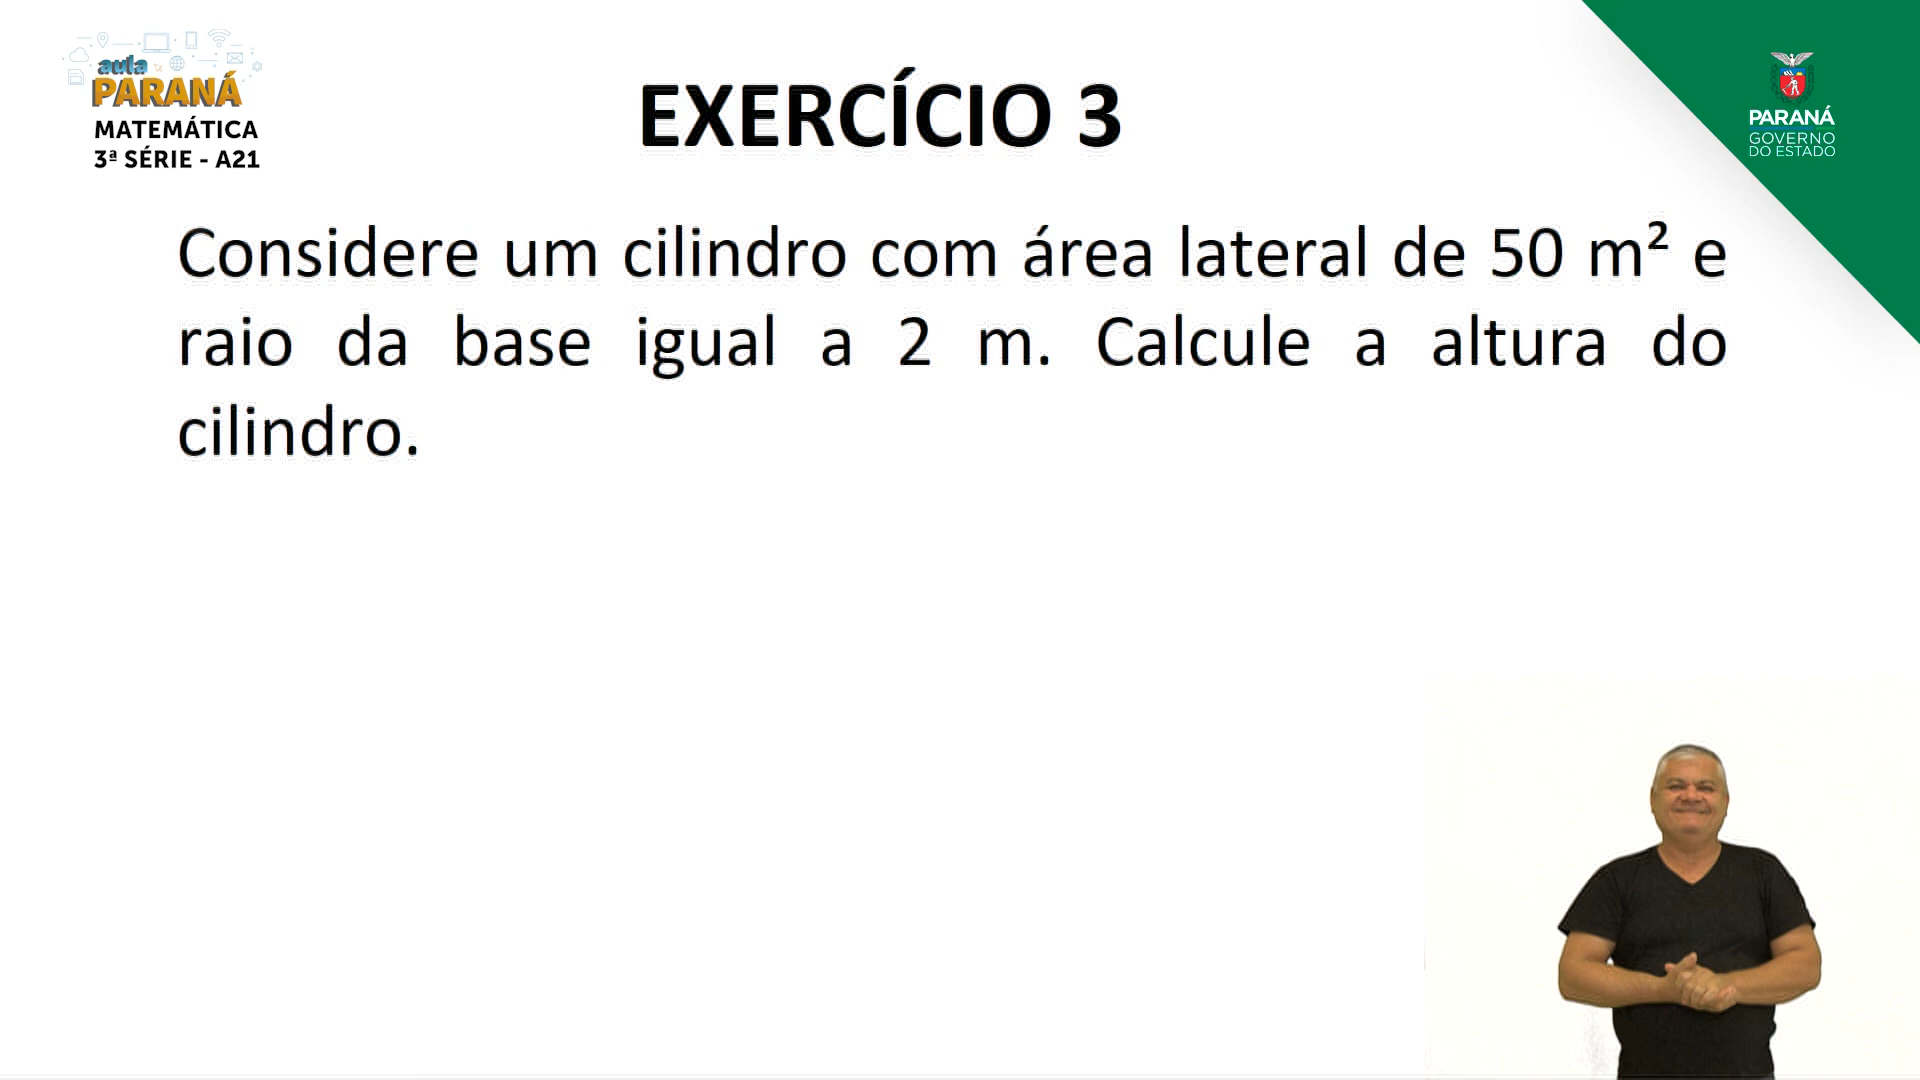 aula
PARANÁ
MATEMÁTICA
3ª SÉRIE - A21
EXERCÍCIO 3
PARANÁ
GOVERNO
DO ESTADO
Considere um cilindro com área lateral de 50 m² e
raio da base igual a 2 m. Calcule a altura do
cilindro.